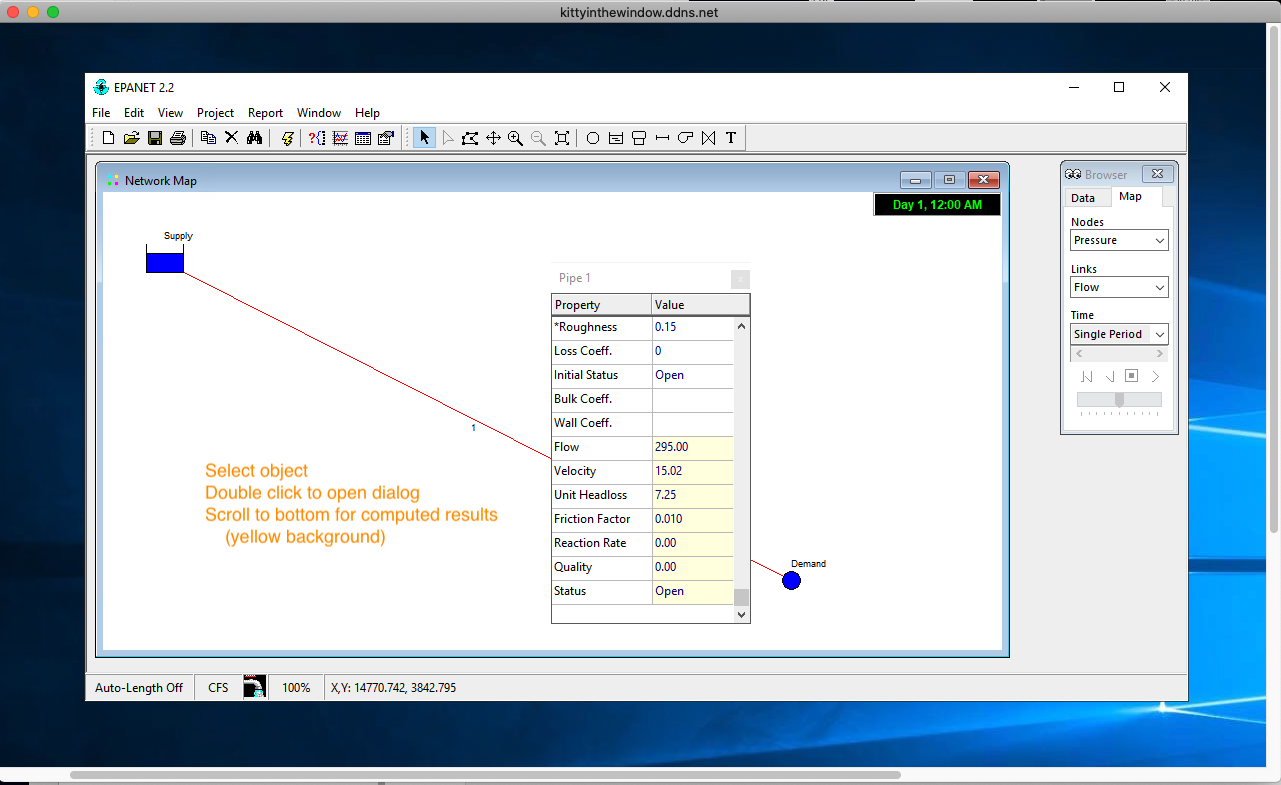 kittyinthewindow.ddns.net
EPANET 2.2
File Edit View Project Report Window Help
T
Network Map
Day 1, 12:00 AM
Supply
1
Select object
Double click to open dialog
Scroll to bottom for computed results
(yellow background)
Pipe 1
Property Value
*Roughness 0.15
Loss Coeff. 0
Initial Status Open
Bulk Coeff.
Wall Coeff.
Flow 295.00
Velocity 15.02
Unit Headloss 7.25
Friction Factor 0.010
Reaction Rate 0.00
Quality 0.00
Status Open
Demand
Browser
Data Map
Nodes
Pressure
Links
Flow
Time
Single Period
Auto-Length Off CFS 100% X,Y: 14770.742, 3842.795